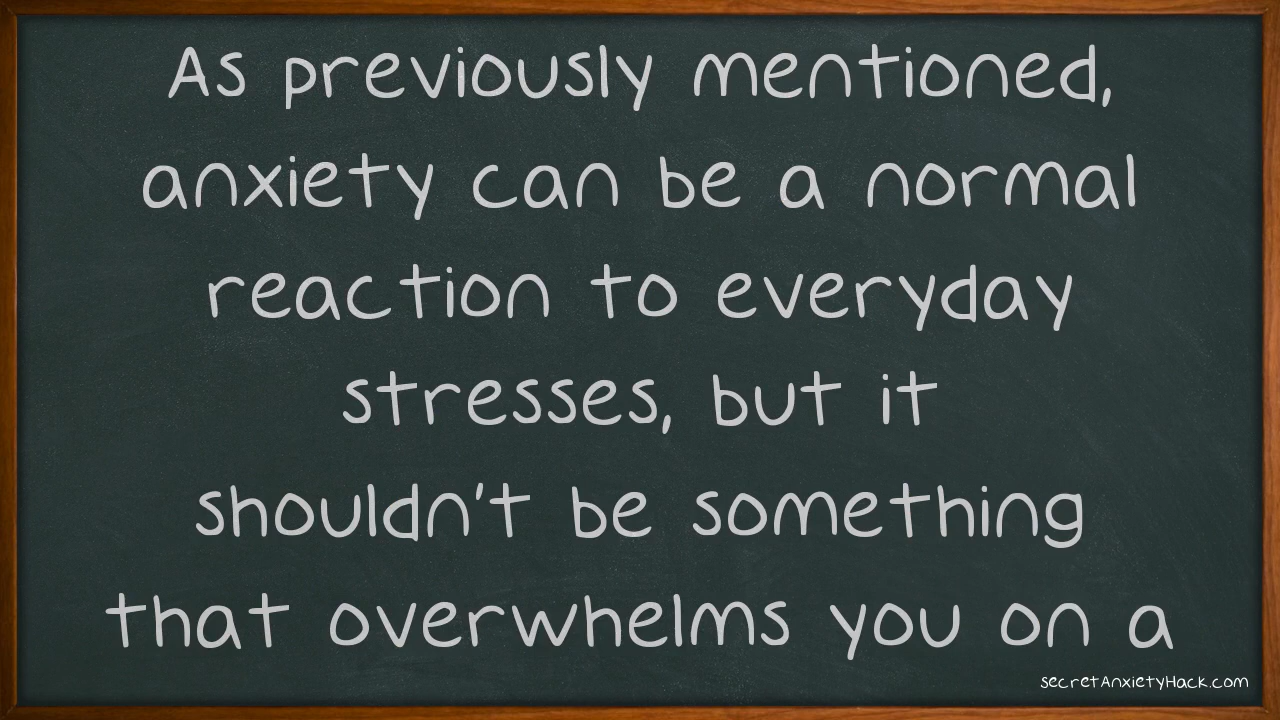 As previously mentioned,
anxiety can be a normal
reaction to everyday
stresses, but it
shouldn't be something
that overwhelms you on a
secretAnxietyHack.com